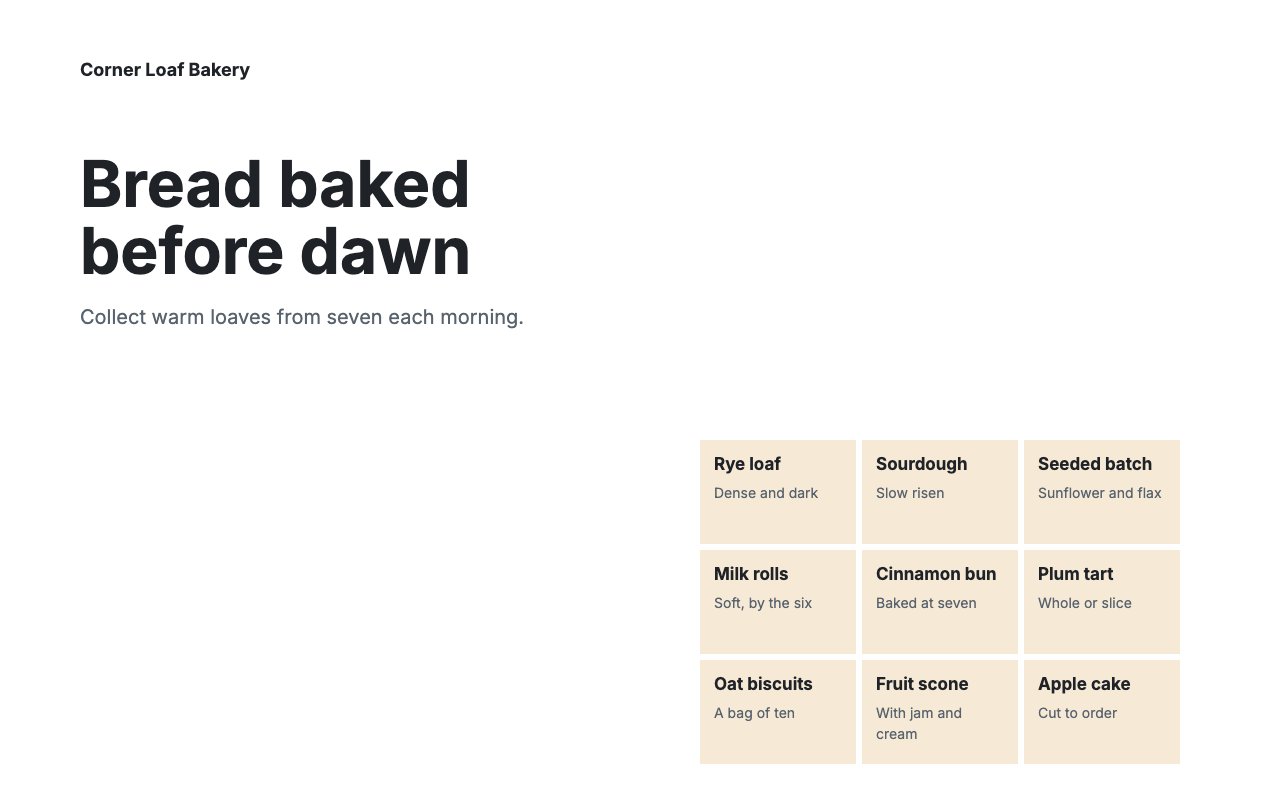 Corner Loaf Bakery
Bread baked
before dawn
Collect warm loaves from seven each morning.
Rye loaf
Dense and dark
Sourdough
Slow risen
Seeded batch
Sunflower and flax
Milk rolls
Soft, by the six
Cinnamon bun
Baked at seven
Plum tart
Whole or slice
Oat biscuits
A bag of ten
Fruit scone
With jam and
cream
Apple cake
Cut to order